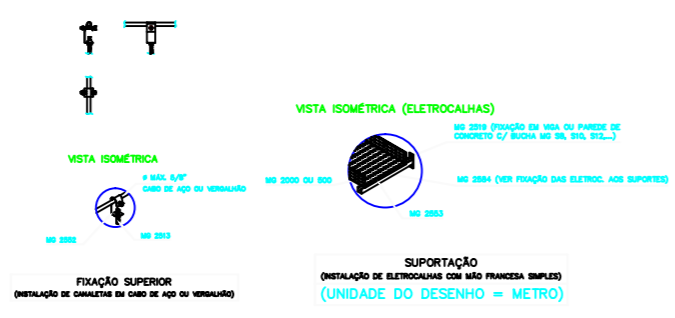 VISTA ISOMÉTRICA
ø MÁX. 5/8"
CABO DE AÇO OU VERGALHÃO
MG 2552
MG 2513
FIXAÇÃO SUPERIOR
(INSTALAÇÃO DE CANALETAS EM CABO DE AÇO OU VERGALHÃO)
VISTA ISOMÉTRICA (ELETROCALHAS)
MG 2519 (FIXAÇÃO EM VIGA OU PAREDE DE
CONCRETO C/ BUCHA MG S8, S10, S12,...)
MG 2000 OU 500
MG 2584 (VER FIXAÇÃO DAS ELETROC. AOS SUPORTES)
MG 2553
SUPORTAÇÃO
(INSTALAÇÃO DE ELETROCALHAS COM MÃO FRANCESA SIMPLES)
(UNIDADE DO DESENHO = METRO)